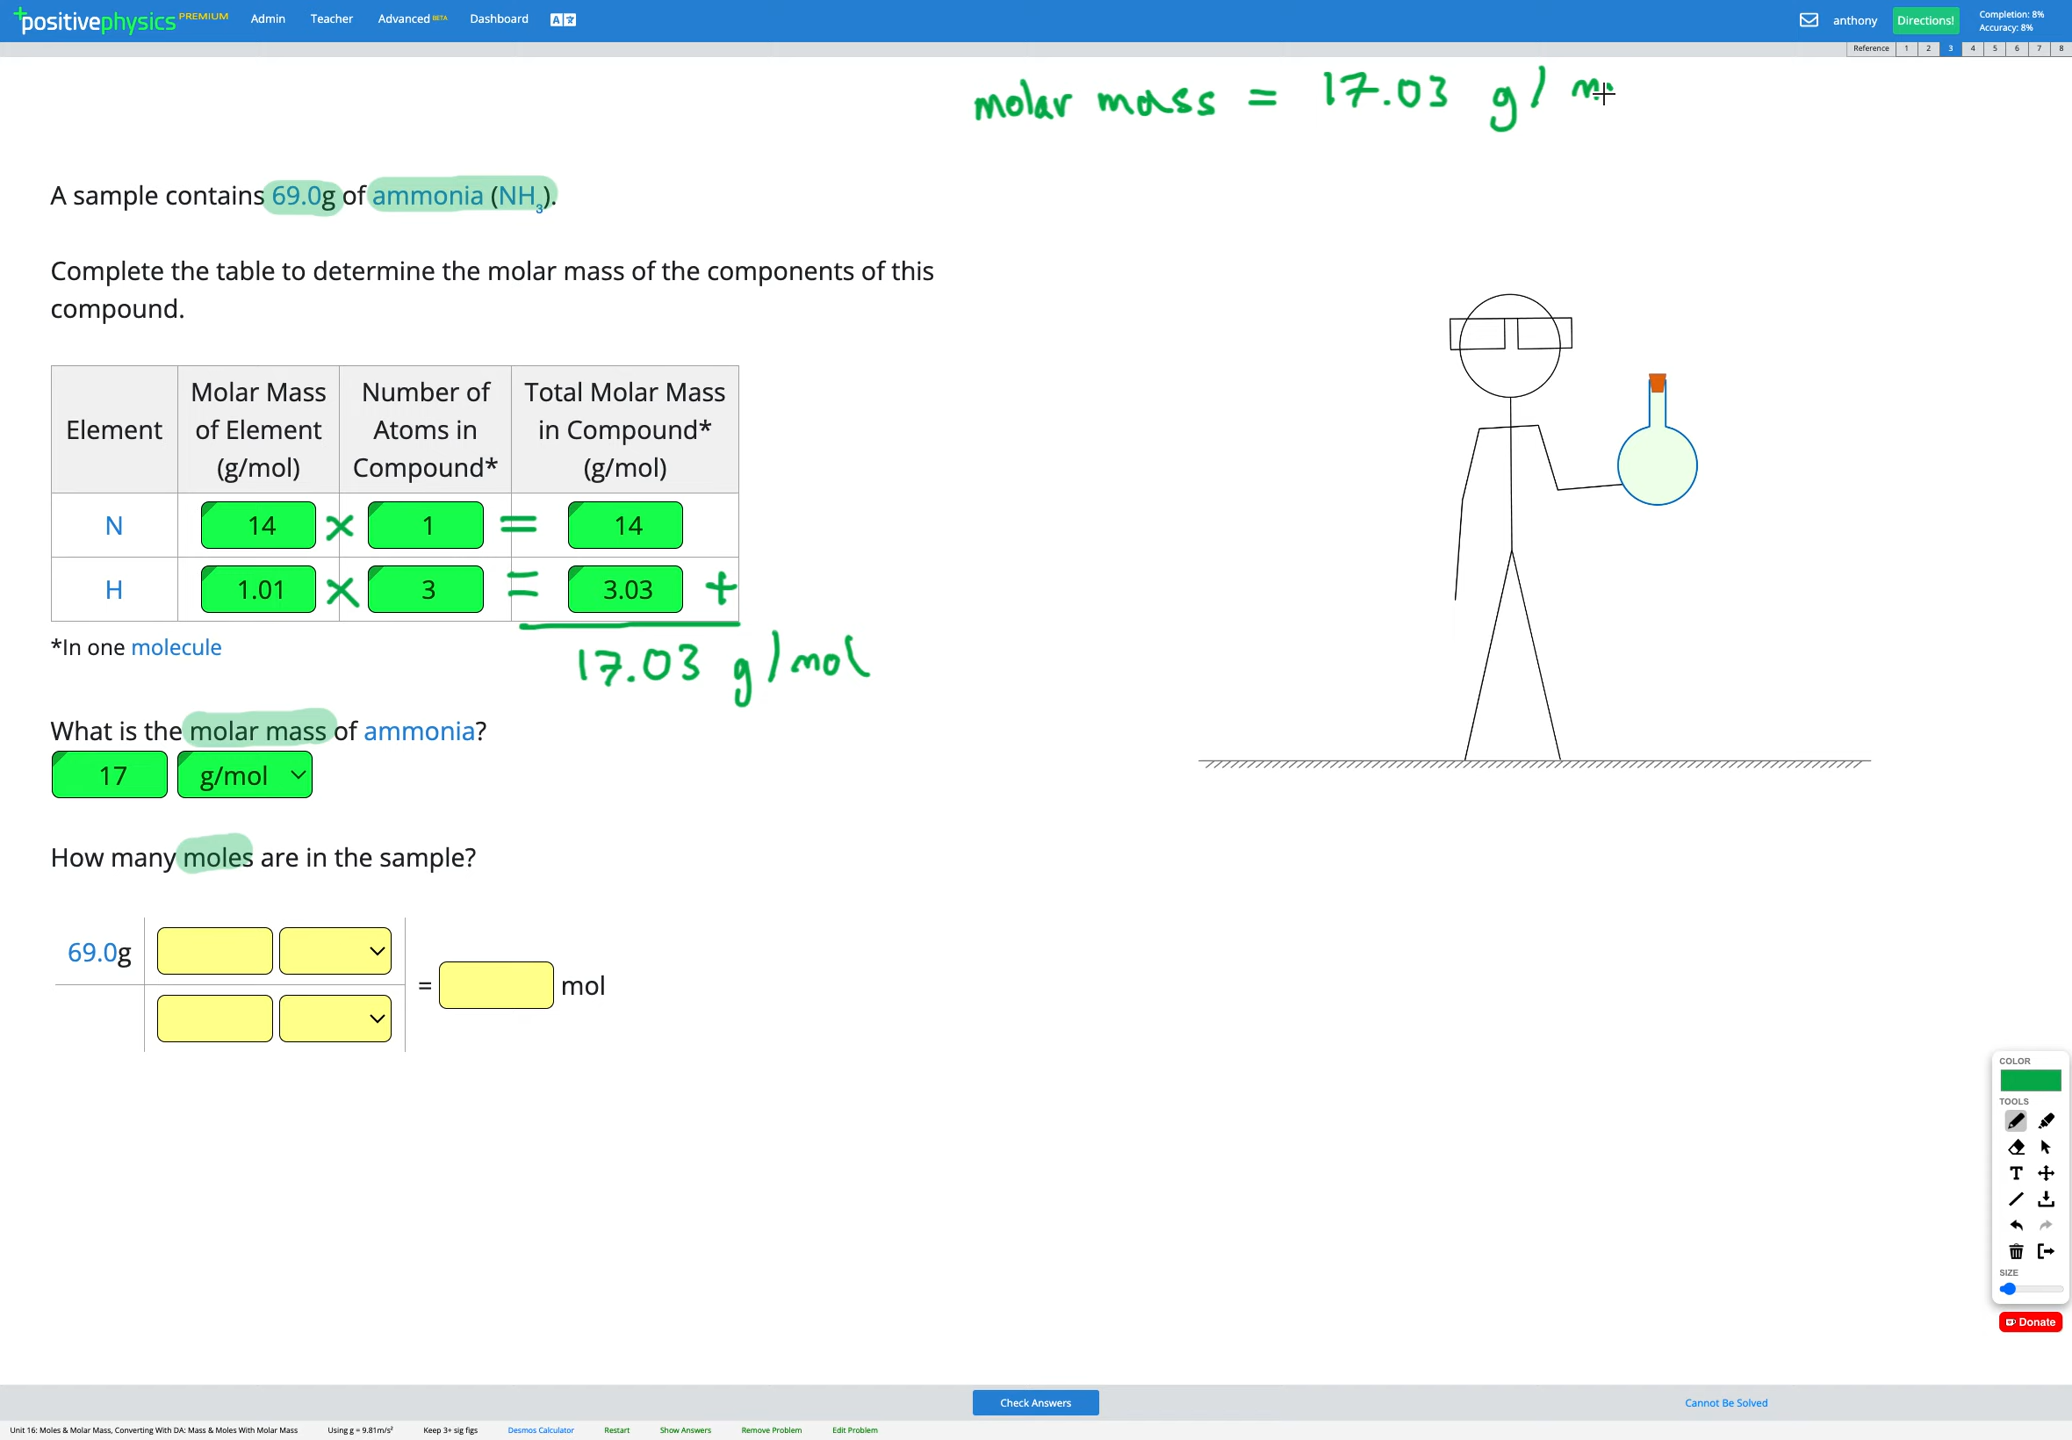 +positivephysics PREMIUM Admin Teacher Advanced BETA Dashboard anthony Directions! Completion: 8%
Accuracy: 8%
Reference 1 2 3 4 5 6 7 8
molar mass = 17.03 g/
A sample contains 69.0g of ammonia (NH₃).
Complete the table to determine the molar mass of the components of this
compound.
Element
Molar Mass
of Element
(g/mol)
Number of
Atoms in
Compound*
Total Molar Mass
in Compound*
(g/mol)
N 14 × 1 = 14
H 1.01 × 3 = 3.03 +
*In one molecule
17.03 g/mol
What is the molar mass of ammonia?
17 g/mol
How many moles are in the sample?
69.0g
= mol
COLOR
TOOLS
T
SIZE
Donate
Check Answers Cannot Be Solved
Unit 16: Moles & Molar Mass, Converting With DA: Mass & Moles With Molar Mass Using g = 9.81m/s² Keep 3+ sig figs Desmos Calculator Restart Show Answers Remove Problem Edit Problem